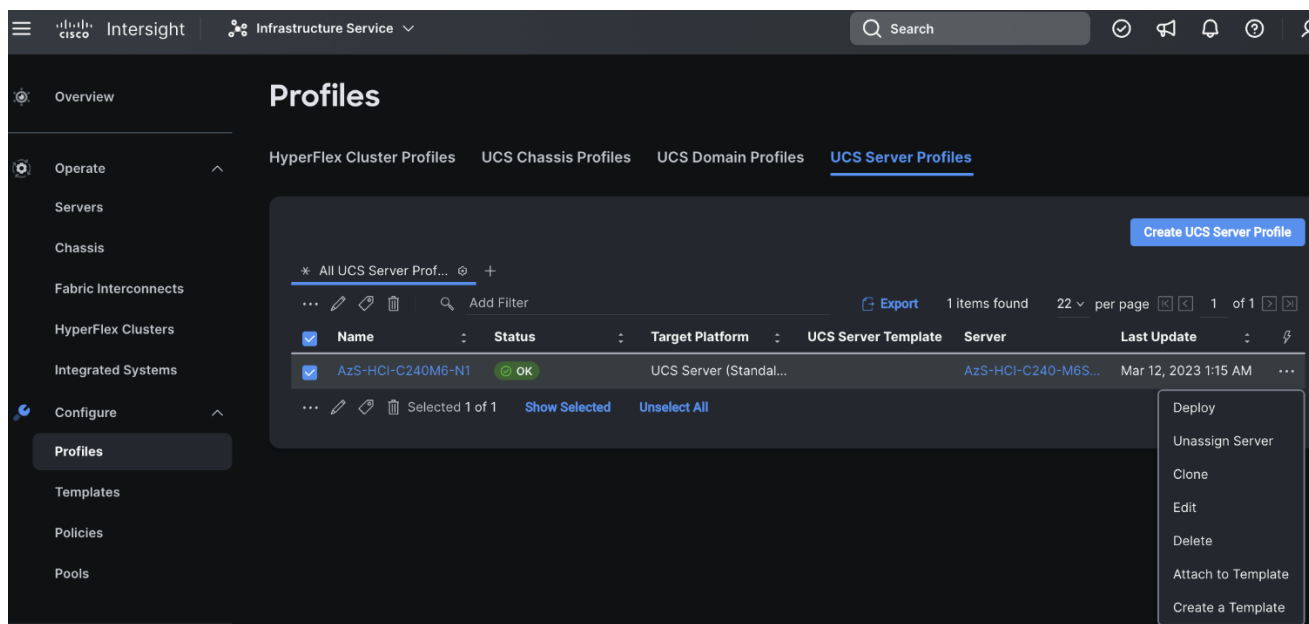 cisco Intersight Infrastructure Service Search
Overview
Profiles
HyperFlex Cluster Profiles UCS Chassis Profiles UCS Domain Profiles UCS Server Profiles
Operate
Servers
Chassis
Fabric Interconnects
HyperFlex Clusters
Integrated Systems
Configure
Profiles
Templates
Policies
Pools
Create UCS Server Profile
All UCS Server Prof... +
... Add Filter Export 1 items found 22 per page 1 of 1
Name Status Target Platform UCS Server Template Server Last Update
AzS-HCI-C240M6-N1 OK UCS Server (Standal... AzS-HCI-C240-M6S... Mar 12, 2023 1:15 AM ...
... Selected 1 of 1 Show Selected Unselect All
Deploy
Unassign Server
Clone
Edit
Delete
Attach to Template
Create a Template